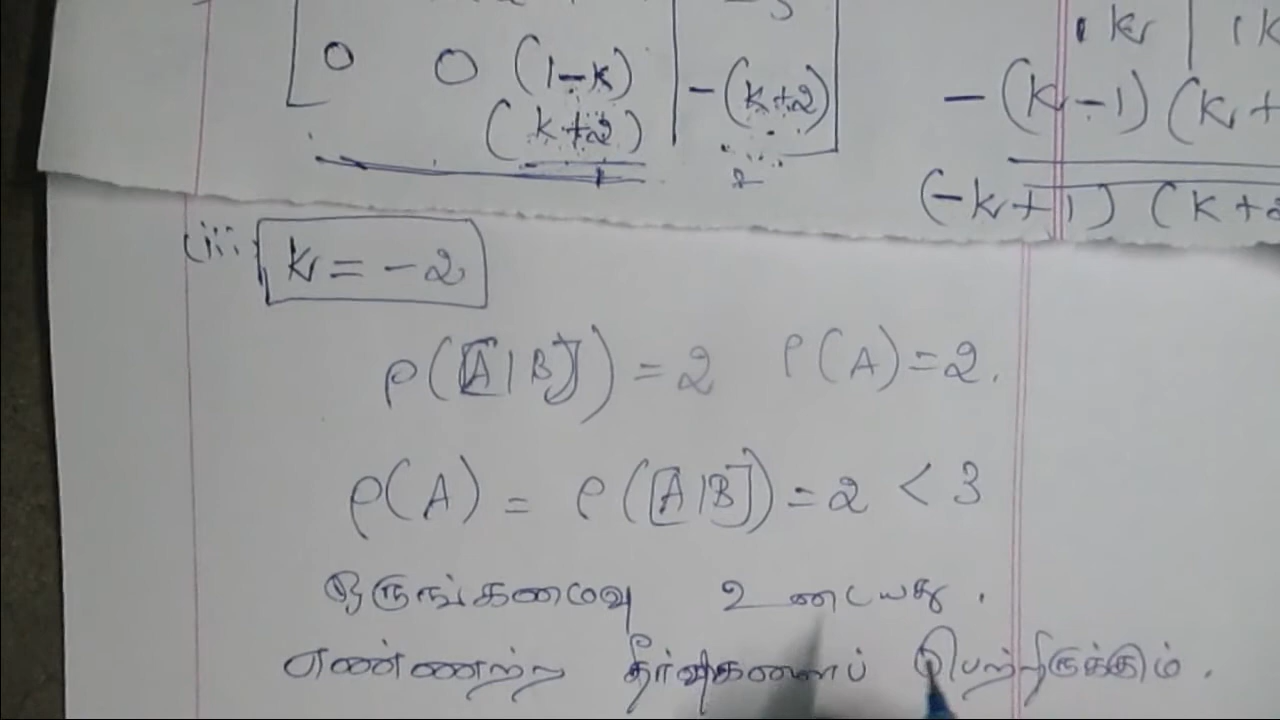 0 0 (1-k) -(k+2)
(k+2)
-(k-1)(k+
(-k+1) (k+2
(iii) k = -2
ρ([A|B]) = 2 ρ(A) = 2.
ρ(A) = ρ([A|B]) = 2 < 3
ஒருங்கமைவு உடையது.
எண்ணற்ற தீர்வுகளைப் பெற்றிருக்கும்.